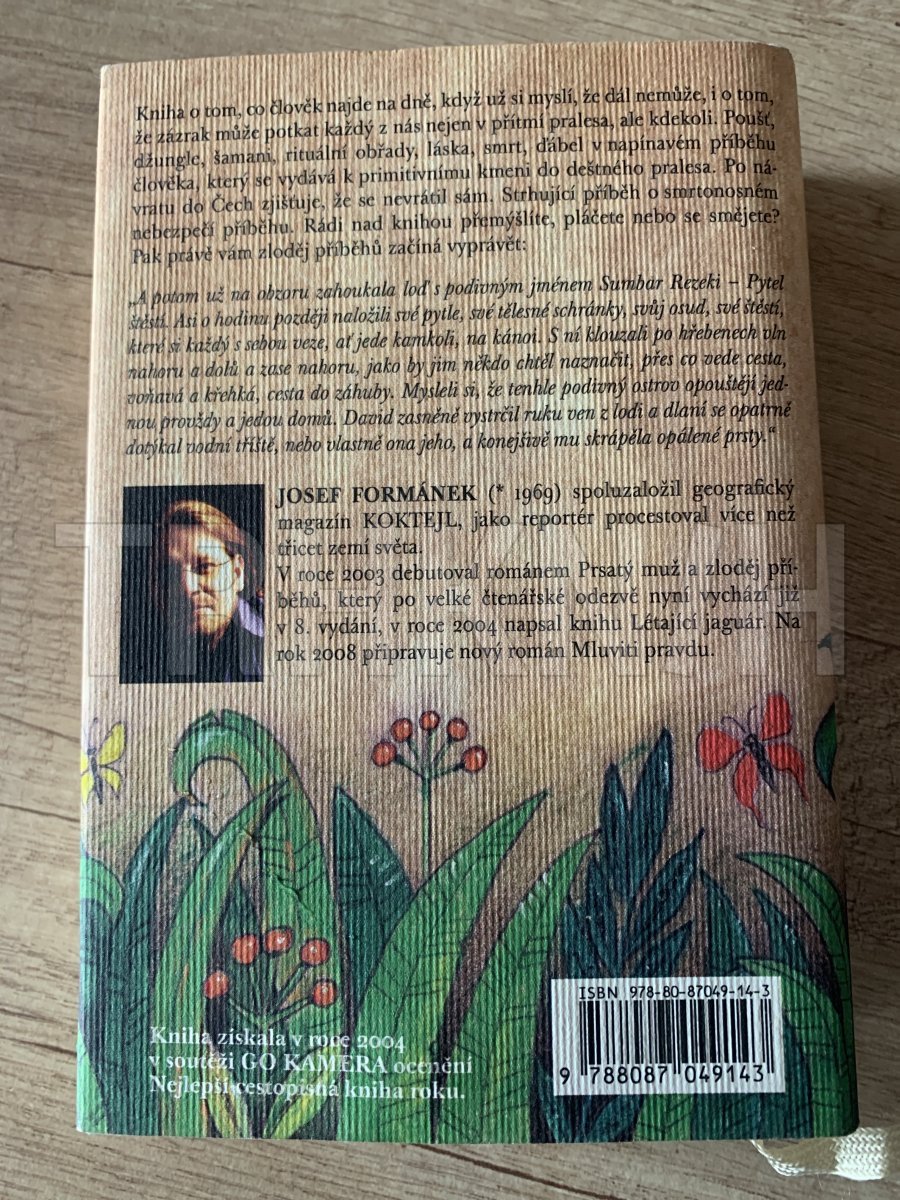 Kniha o tom, co člověk najde na dně, když už si myslí, že dál nemůže, i o tom,
že zázrak může potkat každý z nás nejen v přítmí pralesa, ale kdekoli. Poušť,
džungle, šamani, rituální obřady, láska, smrt, ďábel v napínavém příběhu
člověka, který se vydává k primitivnímu kmeni do deštného pralesa. Po ná-
vratu do Čech zjišťuje, že se nevrátil sám. Strhující příběh o smrtonosném
nebezpečí příběhu. Rádi nad knihou přemýšlíte, pláčete nebo se smějete?
Pak právě vám zloděj příběhů začíná vyprávět:
„A potom už na obzoru zahoukala loď s podivným jménem Sumbar Rezeki – Pytel
štěstí. Asi o hodinu později naložili své pytle, své tělesné schránky, svůj osud, své štěstí,
které si každý s sebou veze, ať jede kamkoli, na kánoi. S ní klouzali po hřebenech vln
nahoru a dolů a zase nahoru, jako by jim někdo chtěl naznačit, přes co vede cesta,
voňavá a křehká, cesta do záhuby. Mysleli si, že tenhle podivný ostrov opouštějí jed-
nou provždy a jedou domů. David zasněně vystrčil ruku ven z lodi a dlaní se opatrně
dotýkal vodní tříště, nebo vlastně ona jeho, a konejšivě mu skrápěla opálené prsty.“
JOSEF FORMÁNEK (* 1969) spoluzaložil geografický
magazín KOKTEJL, jako reportér procestoval více než
třicet zemí světa.
V roce 2003 debutoval románem Prsatý muž a zloděj pří-
běhů, který po velké čtenářské odezvě nyní vychází již
v 8. vydání, v roce 2004 napsal knihu Létající jaguár. Na
rok 2008 připravuje nový román Mluviti pravdu.
Kniha získala v roce 2004
v soutěži GO KAMERA ocenění
Nejlepší cestopisná kniha roku.
ISBN 978-80-87049-14-3
9 788087 049143